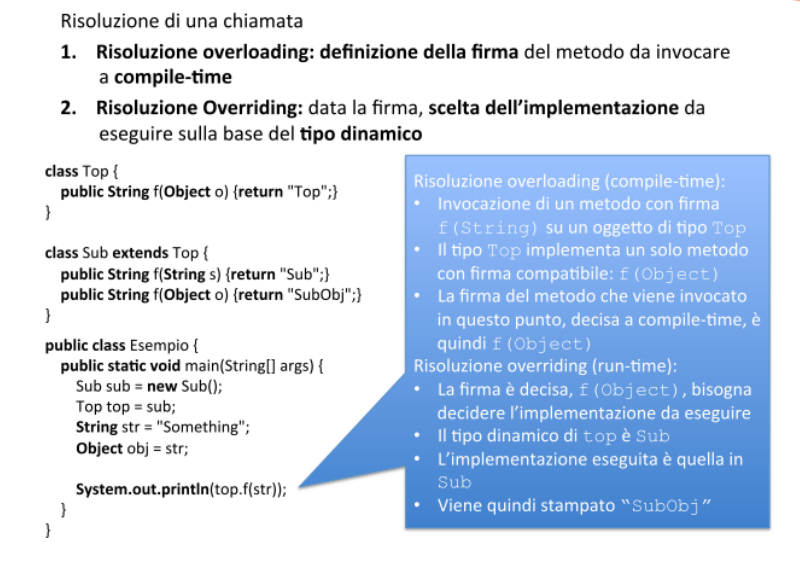 Risoluzione di una chiamata
1. Risoluzione overloading: definizione della firma del metodo da invocare
a compile-time
2. Risoluzione Overriding: data la firma, scelta dell'implementazione da
eseguire sulla base del tipo dinamico
class Top {
public String f(Object o) {return "Top";}
}
class Sub extends Top {
public String f(String s) {return "Sub";}
public String f(Object o) {return "SubObj";}
}
public class Esempio {
public static void main(String[] args) {
Sub sub = new Sub();
Top top = sub;
String str = "Something";
Object obj = str;
System.out.println(top.f(str));
}
}
Risoluzione overloading (compile-time):
• Invocazione di un metodo con firma
f(String) su un oggetto di tipo Top
• Il tipo Top implementa un solo metodo
con firma compatibile: f(Object)
• La firma del metodo che viene invocato
in questo punto, decisa a compile-time, è
quindi f(Object)
Risoluzione overriding (run-time):
• La firma è decisa, f(Object), bisogna
decidere l'implementazione da eseguire
• Il tipo dinamico di top è Sub
• L'implementazione eseguita è quella in
Sub
• Viene quindi stampato "SubObj"